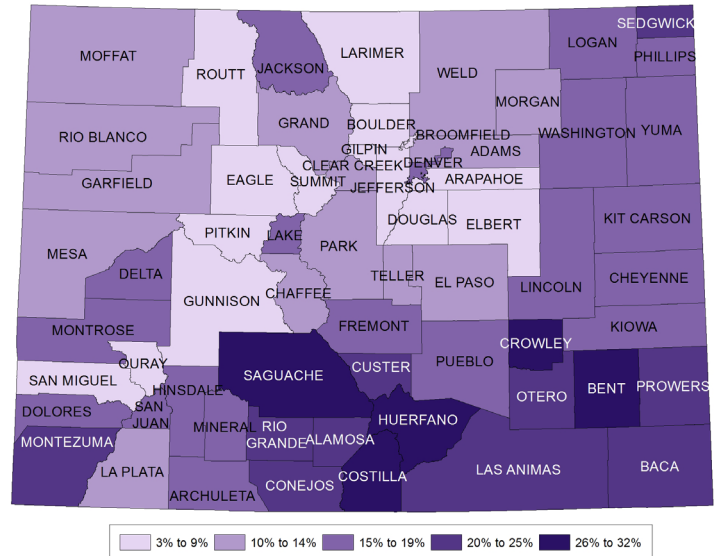 SEDGWICK
LOGAN
PHILLIPS
MOFFAT
ROUTT
JACKSON
LARIMER
WELD
MORGAN
WASHINGTON
YUMA
RIO BLANCO
GRAND
BOULDER
BROOMFIELD
GILPIN
ADAMS
CLEAR CREEK
DENVER
GARFIELD
EAGLE
SUMMIT
JEFFERSON
ARAPAHOE
PITKIN
LAKE
PARK
DOUGLAS
ELBERT
KIT CARSON
MESA
DELTA
TELLER
EL PASO
LINCOLN
CHEYENNE
GUNNISON
CHAFFEE
MONTROSE
FREMONT
KIOWA
CROWLEY
OURAY
SAN MIGUEL
SAGUACHE
CUSTER
PUEBLO
HINSDALE
OTERO
BENT
PROWERS
DOLORES
SAN
JUAN
MINERAL
RIO
GRANDE
ALAMOSA
HUERFANO
MONTEZUMA
LA PLATA
ARCHULETA
CONEJOS
COSTILLA
LAS ANIMAS
BACA
3% to 9%
10% to 14%
15% to 19%
20% to 25%
26% to 32%